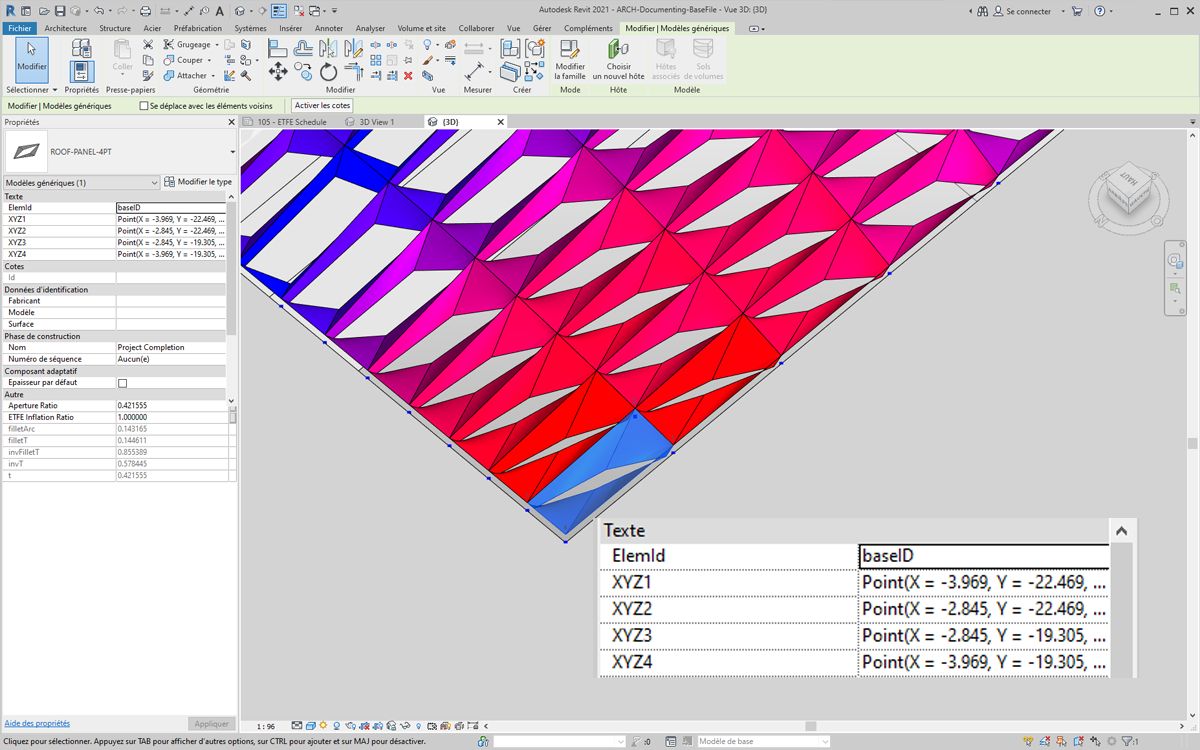 Autodesk Revit 2021 - ARCH-Documenting-BaseFile - Vue 3D: {3D}
Se connecter
Fichier Architecture Structure Acier Préfabrication Systèmes Insérer Annoter Analyser Volume et site Collaborer Vue Gérer Compléments Modifier | Modèles génériques
Modifier
Coller
Grugeage
Couper
Attacher
Modifier la famille
Choisir un nouvel hôte
Hôtes associés
Sols de volumes
Sélectionner Propriétés Presse-papiers Géométrie Modifier Vue Mesurer Créer Mode Hôte Modèle
Modifier | Modèles génériques Se déplace avec les éléments voisins Activer les cotes
Propriétés
105 - ETFE Schedule 3D View 1 {3D}
ROOF-PANEL-4PT
Modèles génériques (1) Modifier le type
Texte
ElemId baseID
XYZ1 Point(X = -3.969, Y = -22.469, ...
XYZ2 Point(X = -2.845, Y = -22.469, ...
XYZ3 Point(X = -2.845, Y = -19.305, ...
XYZ4 Point(X = -3.969, Y = -19.305, ...
Cotes
Id
Données d'identification
Fabricant
Modèle
Surface
Phase de construction
Nom Project Completion
Numéro de séquence Aucun(e)
Composant adaptatif
Epaisseur par défaut
Autre
Aperture Ratio 0.421555
ETFE Inflation Ratio 1.000000
filletArc 0.143165
filletT 0.144611
invFilletT 0.855389
invT 0.578445
t 0.421555
HAUT
Texte
ElemId baseID
XYZ1 Point(X = -3.969, Y = -22.469, ...
XYZ2 Point(X = -2.845, Y = -22.469, ...
XYZ3 Point(X = -2.845, Y = -19.305, ...
XYZ4 Point(X = -3.969, Y = -19.305, ...
Aide des propriétés Appliquer
1 : 96
Cliquez pour sélectionner. Appuyez sur TAB pour afficher d'autres options, sur CTRL pour ajouter et sur MAJ pour désactiver.
:0
Modèle de base
:1